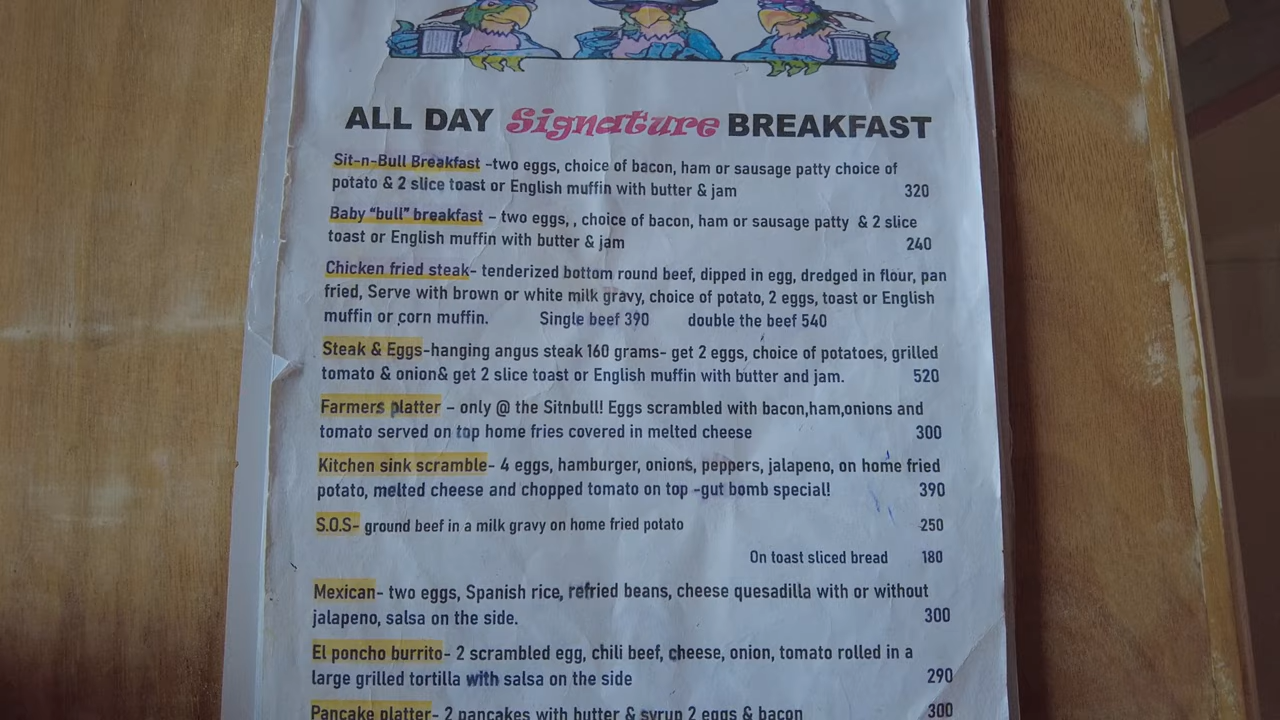 ALL DAY Signature BREAKFAST
Sit-n-Bull Breakfast -two eggs, choice of bacon, ham or sausage patty choice of
potato & 2 slice toast or English muffin with butter & jam 320
Baby "bull" breakfast - two eggs, , choice of bacon, ham or sausage patty & 2 slice
toast or English muffin with butter & jam 240
Chicken fried steak- tenderized bottom round beef, dipped in egg, dredged in flour, pan
fried, Serve with brown or white milk gravy, choice of potato, 2 eggs, toast or English
muffin or corn muffin. Single beef 390 double the beef 540
Steak & Eggs-hanging angus steak 160 grams- get 2 eggs, choice of potatoes, grilled
tomato & onion& get 2 slice toast or English muffin with butter and jam. 520
Farmers platter - only @ the Sitnbull! Eggs scrambled with bacon,ham,onions and
tomato served on top home fries covered in melted cheese 300
Kitchen sink scramble- 4 eggs, hamburger, onions, peppers, jalapeno, on home fried
potato, melted cheese and chopped tomato on top -gut bomb special! 390
S.O.S- ground beef in a milk gravy on home fried potato 250
On toast sliced bread 180
Mexican- two eggs, Spanish rice, refried beans, cheese quesadilla with or without
jalapeno, salsa on the side. 300
El poncho burrito- 2 scrambled egg, chili beef, cheese, onion, tomato rolled in a
large grilled tortilla with salsa on the side 290
Pancake platter- 2 pancakes with butter & syrup 2 eggs & bacon 300